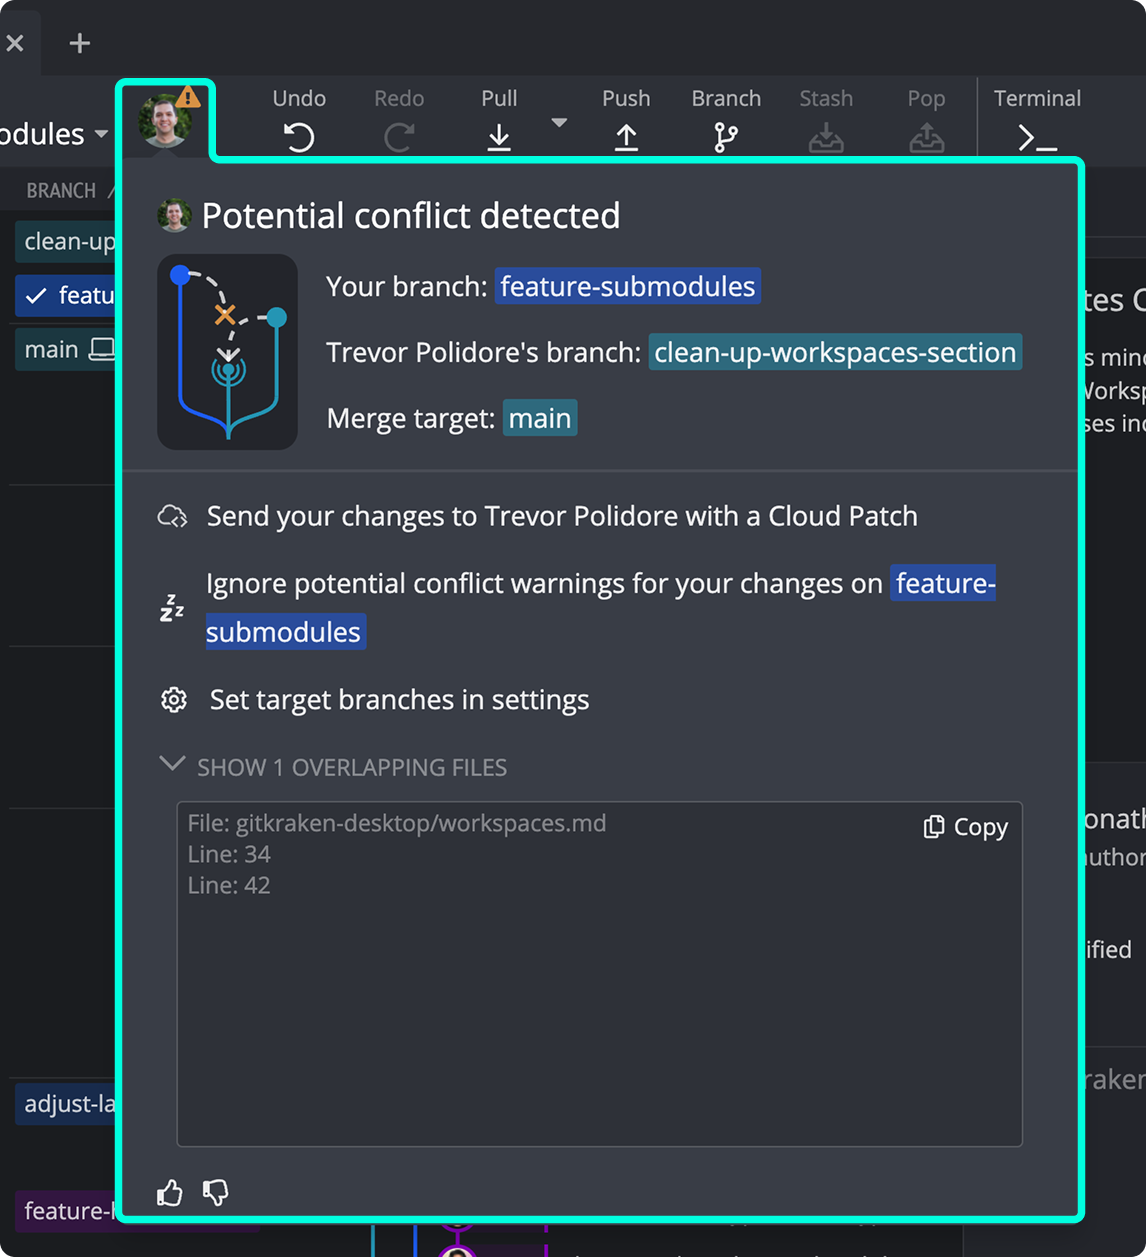 Undo
Redo
Pull
Push
Branch
Stash
Pop
Terminal
odules
BRANCH /
clean-up
featu
main
adjust-la
feature-h
Potential conflict detected
Your branch: feature-submodules
Trevor Polidore's branch: clean-up-workspaces-section
Merge target: main
Send your changes to Trevor Polidore with a Cloud Patch
Ignore potential conflict warnings for your changes on feature-
submodules
Set target branches in settings
SHOW 1 OVERLAPPING FILES
File: gitkraken-desktop/workspaces.md
Copy
Line: 34
Line: 42
tes C
s mino
Worksp
ses inc
onath
author
ified
raken